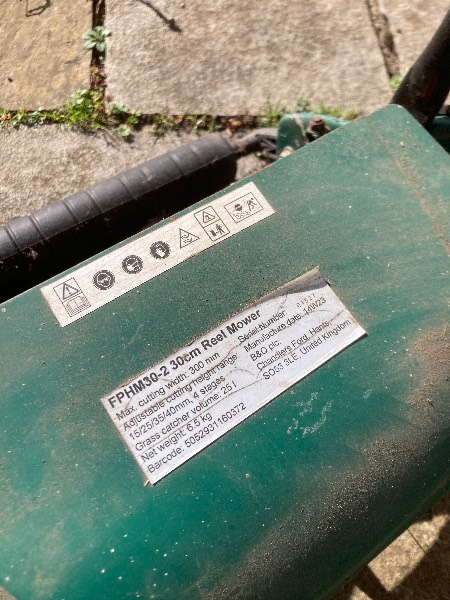 FPHM30-2 30cm Reel Mower
Max. cutting width: 300 mm
Adjustable cutting height range
15/25/35/40mm, 4 stages
Grass catcher volume: 25 l
Net weight: 6.5 kg
Barcode: 5052931160372
Serial Number:
Manufacture date: 14W23
B&Q plc,
Chandlers Ford, Hants,
SO53 3LE, United Kingdom